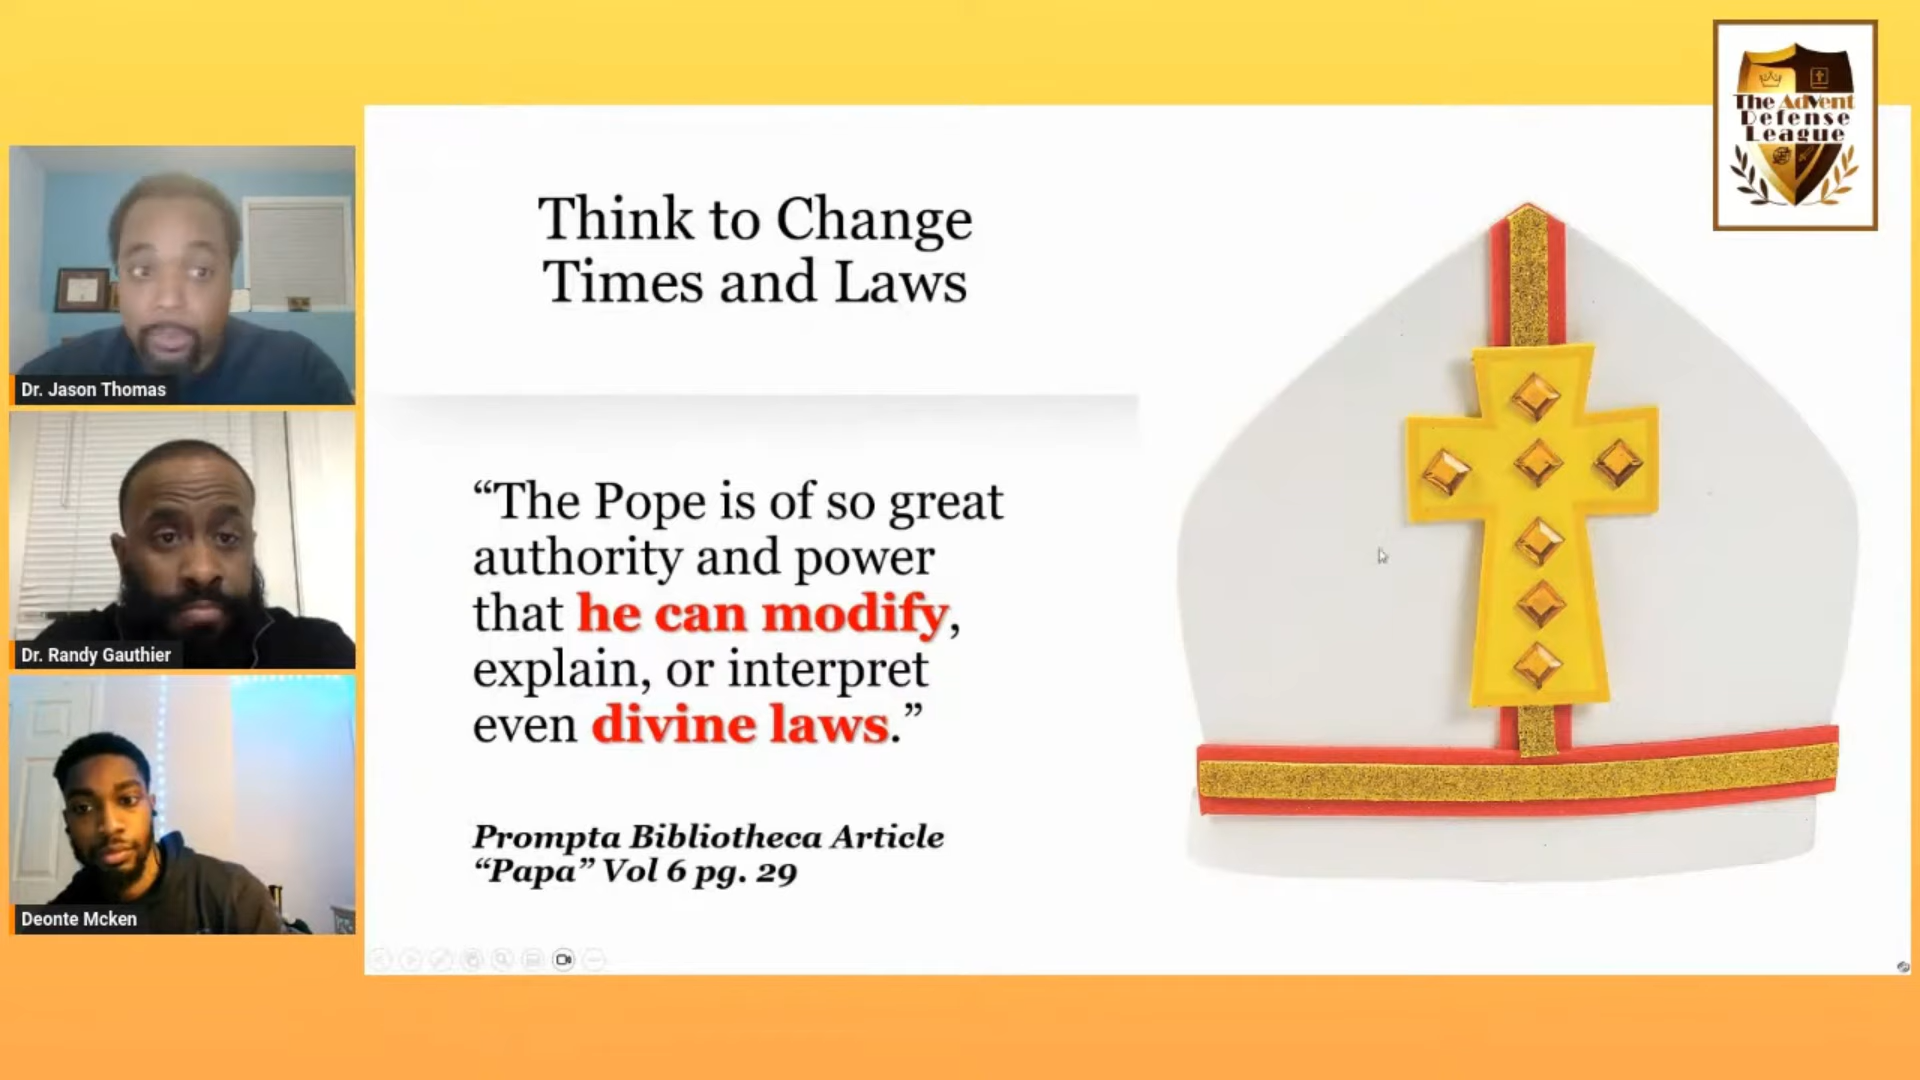 The Advent
Defense
League
Think to Change
Times and Laws
“The Pope is of so great
authority and power
that he can modify,
explain, or interpret
even divine laws.”
Prompta Bibliotheca Article
“Papa” Vol 6 pg. 29
Dr. Jason Thomas
Dr. Randy Gauthier
Deonte Mcken